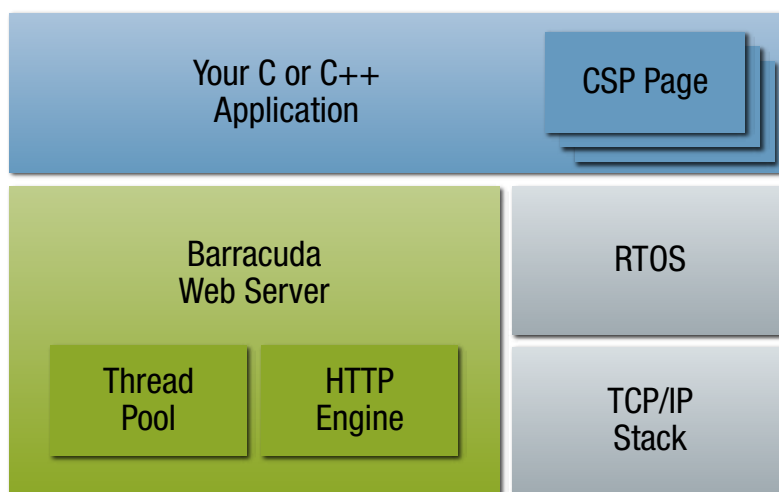 Your C or C++
Application
CSP Page
Barracuda
Web Server
RTOS
Thread
Pool
HTTP
Engine
TCP/IP
Stack